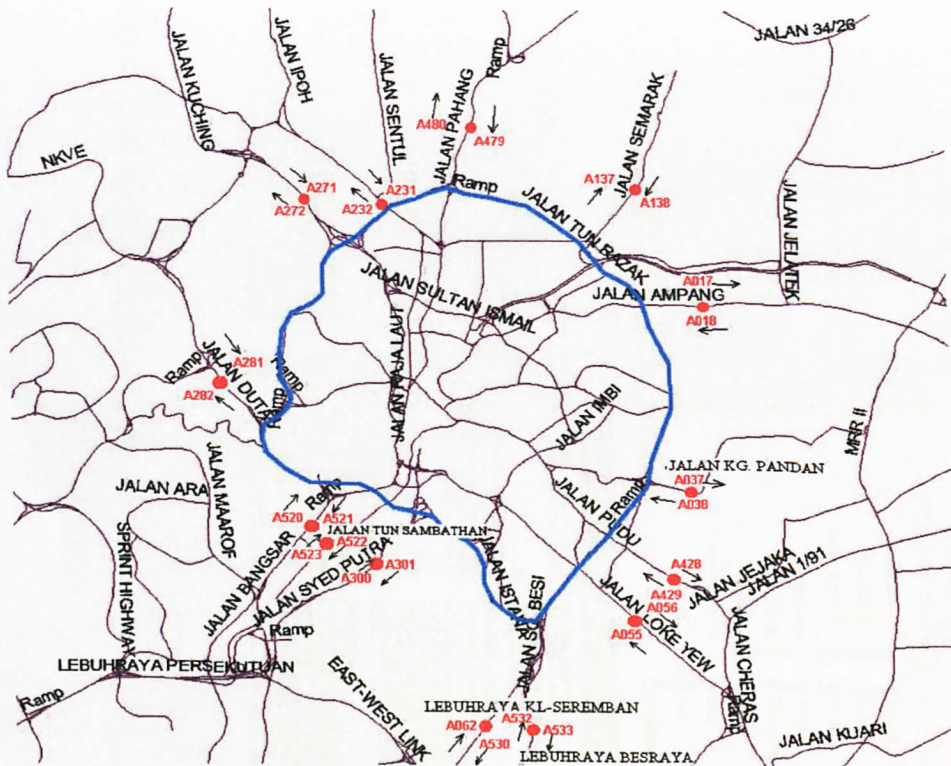 JALAN 34/26
JALAN KUCHING
JALAN IPOH
JALAN SENTUL
JALAN PAHANG
Ramp
A480
A479
JALAN SEMARAK
NKVE
A271
A272
A231
A232
Ramp
A137
A138
JALAN TUN RAZAK
JALAN JELATEK
A017
JALAN AMPANG
A018
JALAN SULTAN ISMAIL
JALAN RAJA LAUT
Ramp
A281
JALAN DUTA
A282
Ramp
Ramp
JALAN IMBI
MRR II
JALAN KG. PANDAN
A037
A038
Ramp
JALAN PUDU
JALAN ARA
JALAN MAAROF
Ramp
A520
A521
JALAN TUN SAMBATHAN
A522
A523
JALAN BANGSAR
JALAN SYED PUTRA
A301
A300
SPRINT HIGHWAY
JALAN ISTANA
JALAN SG. BESI
A428
A429
JALAN JEJAKA
JALAN 1/91
A056
A055
JALAN LOKE YEW
JALAN CHERAS
Ramp
Ramp
LEBUHRAYA PERSEKUTUAN
Ramp
EAST-WEST LINK
LEBUHRAYA KL-SEREMBAN
A062
A532
A533
A530
LEBUHRAYA BESRAYA
JALAN KUARI